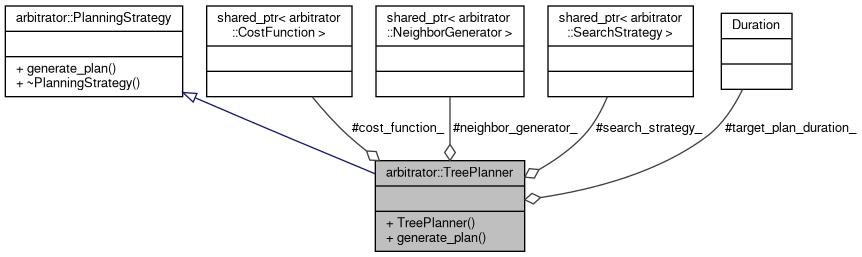 arbitrator::PlanningStrategy
+ generate_plan()
+ ~PlanningStrategy()
shared_ptr< arbitrator
::CostFunction >
shared_ptr< arbitrator
::NeighborGenerator >
shared_ptr< arbitrator
::SearchStrategy >
Duration
#cost_function_
#neighbor_generator_
#search_strategy_
#target_plan_duration_
arbitrator::TreePlanner
+ TreePlanner()
+ generate_plan()